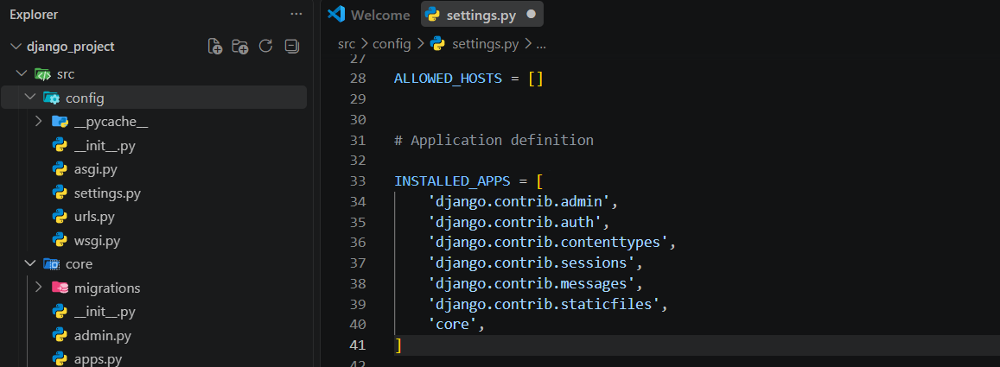 Explorer
django_project
src
config
__pycache__
__init__.py
asgi.py
settings.py
urls.py
wsgi.py
core
migrations
__init__.py
admin.py
apps.py
Welcome
settings.py
src > config > settings.py > ...
27
28 ALLOWED_HOSTS = []
29
30
31 # Application definition
32
33 INSTALLED_APPS = [
34     'django.contrib.admin',
35     'django.contrib.auth',
36     'django.contrib.contenttypes',
37     'django.contrib.sessions',
38     'django.contrib.messages',
39     'django.contrib.staticfiles',
40     'core',
41 ]
42